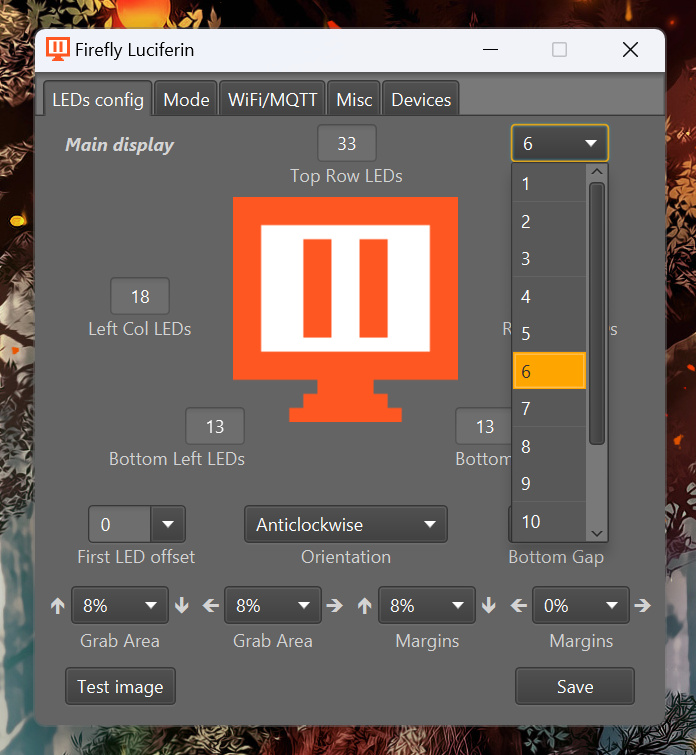 Firefly Luciferin
LEDs config Mode WiFi/MQTT Misc Devices
Main display
33
6
Top Row LEDs
1
2
3
4
5
6
7
8
9
10
18
Left Col LEDs
13
13
Bottom Left LEDs
Bottom
0
Anticlockwise
First LED offset
Orientation
Bottom Gap
8%
8%
8%
0%
Grab Area
Grab Area
Margins
Margins
Test image
Save